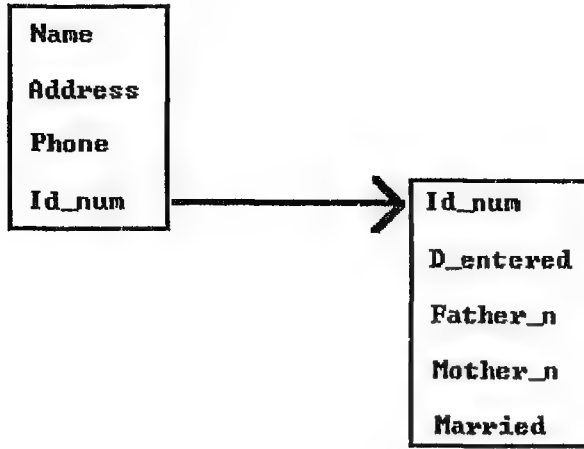 Name
Address
Phone
Id_num
Id_num
D_entered
Father_n
Mother_n
Married